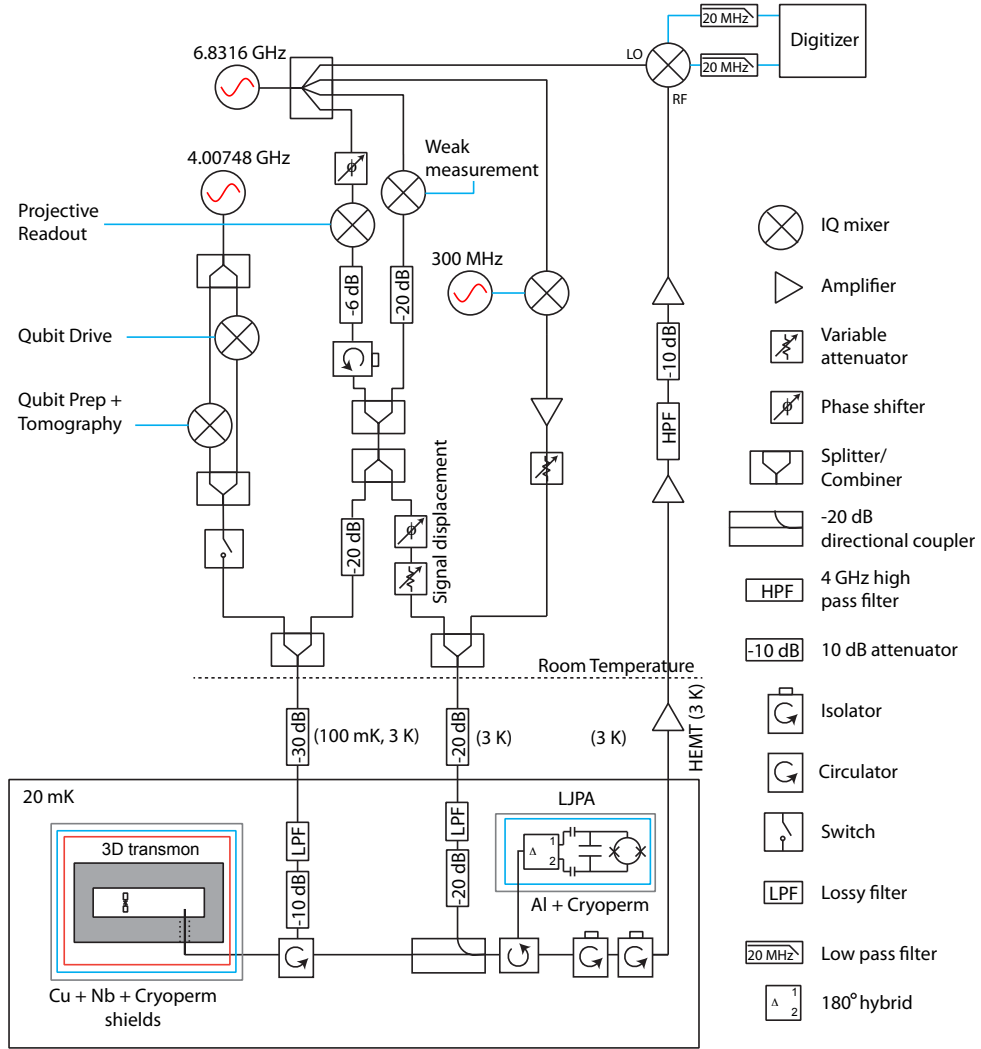 20 MHz
20 MHz
Digitizer
6.8316 GHz
LO
RF
4.00748 GHz
Weak
measurement
ϕ
Projective
Readout
-6 dB
-20 dB
300 MHz
Qubit Drive
Qubit Prep +
Tomography
-10 dB
HPF
Signal displacement
-20 dB
ϕ
Room Temperature
-30 dB
(100 mK, 3 K)
-20 dB
(3 K)
(3 K)
HEMT (3 K)
20 mK
LJPA
3D transmon
LPF
LPF
Δ
1
2
-10 dB
-20 dB
Al + Cryoperm
Cu + Nb + Cryoperm
shields
IQ mixer
Amplifier
Variable
attenuator
ϕ
Phase shifter
Splitter/
Combiner
-20 dB
directional coupler
HPF
4 GHz high
pass filter
-10 dB
10 dB attenuator
Isolator
Circulator
Switch
LPF
Lossy filter
20 MHz
Low pass filter
Δ
1
2
180° hybrid